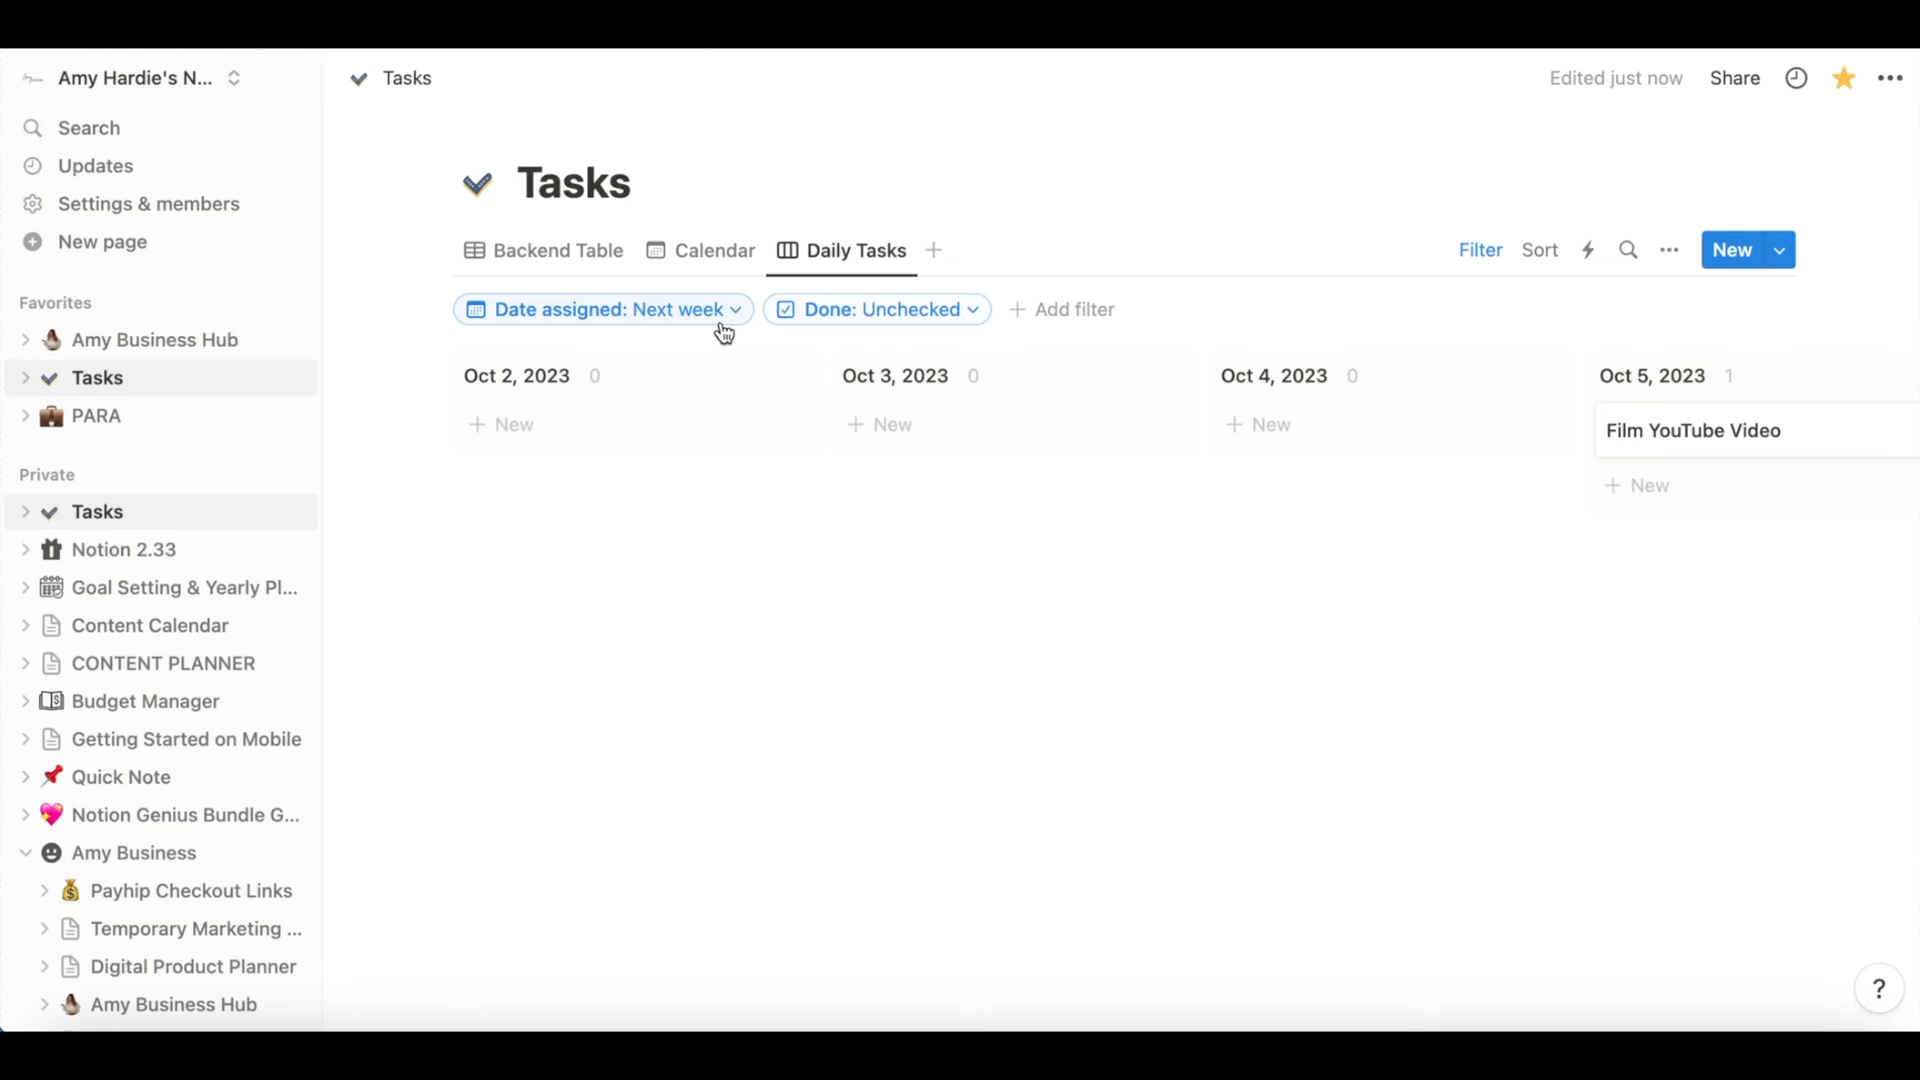 Amy Hardie's N...
Search
Updates
Settings & members
New page
Favorites
Amy Business Hub
Tasks
PARA
Private
Tasks
Notion 2.33
Goal Setting & Yearly Pl...
Content Calendar
CONTENT PLANNER
Budget Manager
Getting Started on Mobile
Quick Note
Notion Genius Bundle G...
Amy Business
Payhip Checkout Links
Temporary Marketing ...
Digital Product Planner
Amy Business Hub
Tasks
Edited just now Share
Tasks
Backend Table Calendar Daily Tasks
Filter Sort New
Date assigned: Next week Done: Unchecked + Add filter
Oct 2, 2023 0 Oct 3, 2023 0 Oct 4, 2023 0 Oct 5, 2023 1
+ New + New + New Film YouTube Video
+ New
?